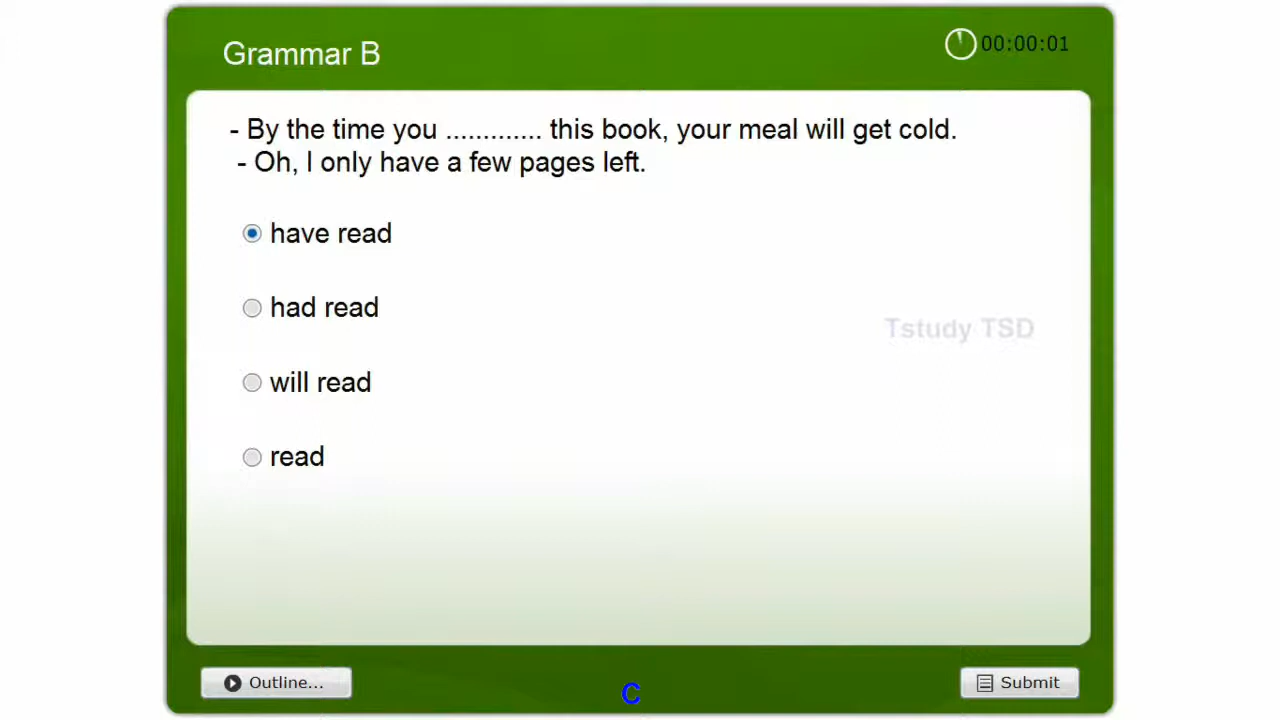 Grammar B
00:00:01
- By the time you ............. this book, your meal will get cold.
- Oh, I only have a few pages left.
have read
had read
Tstudy TSD
will read
read
Outline...
C
Submit